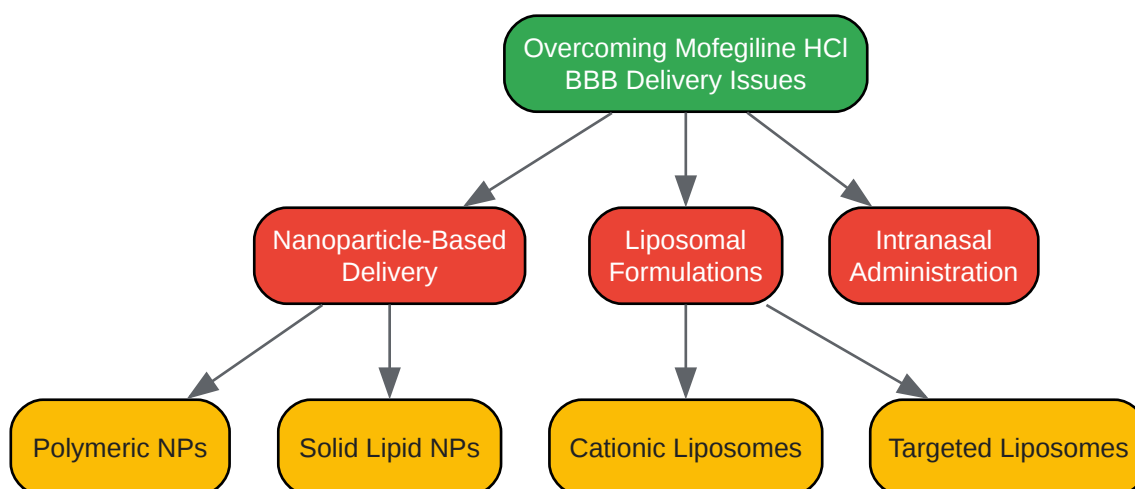 Overcoming Mofegiline HCl
BBB Delivery Issues
Nanoparticle-Based
Delivery
Liposomal
Formulations
Intranasal
Administration
Polymeric NPs
Solid Lipid NPs
Cationic Liposomes
Targeted Liposomes